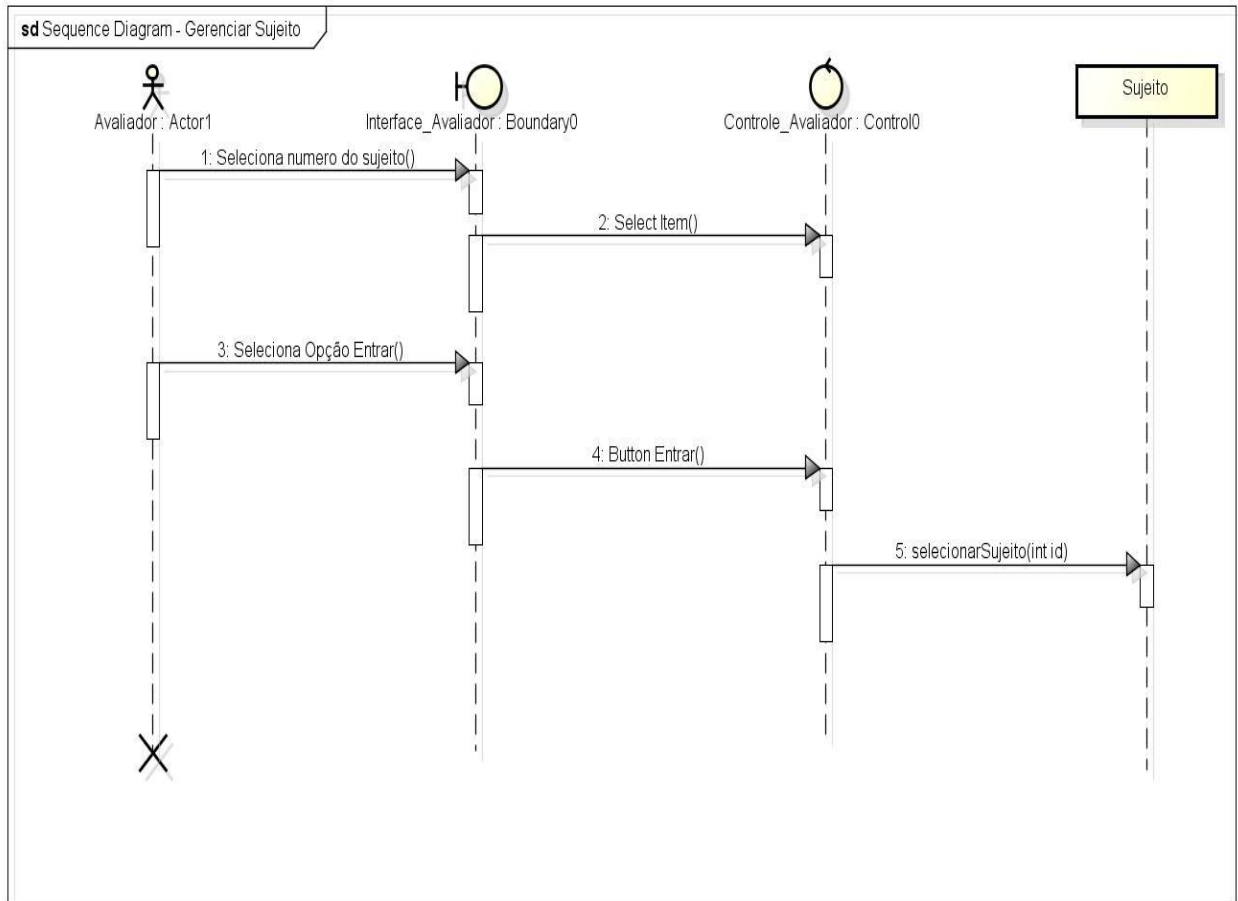 sd Sequence Diagram - Gerenciar Sujeito
Avaliador : Actor1
Interface_Avaliador : Boundary0
Controle_Avaliador : Control0
Sujeito
1: Seleciona numero do sujeito()
2: Select Item()
3: Seleciona Opção Entrar()
4: Button Entrar()
5: selecionarSujeito(int id)